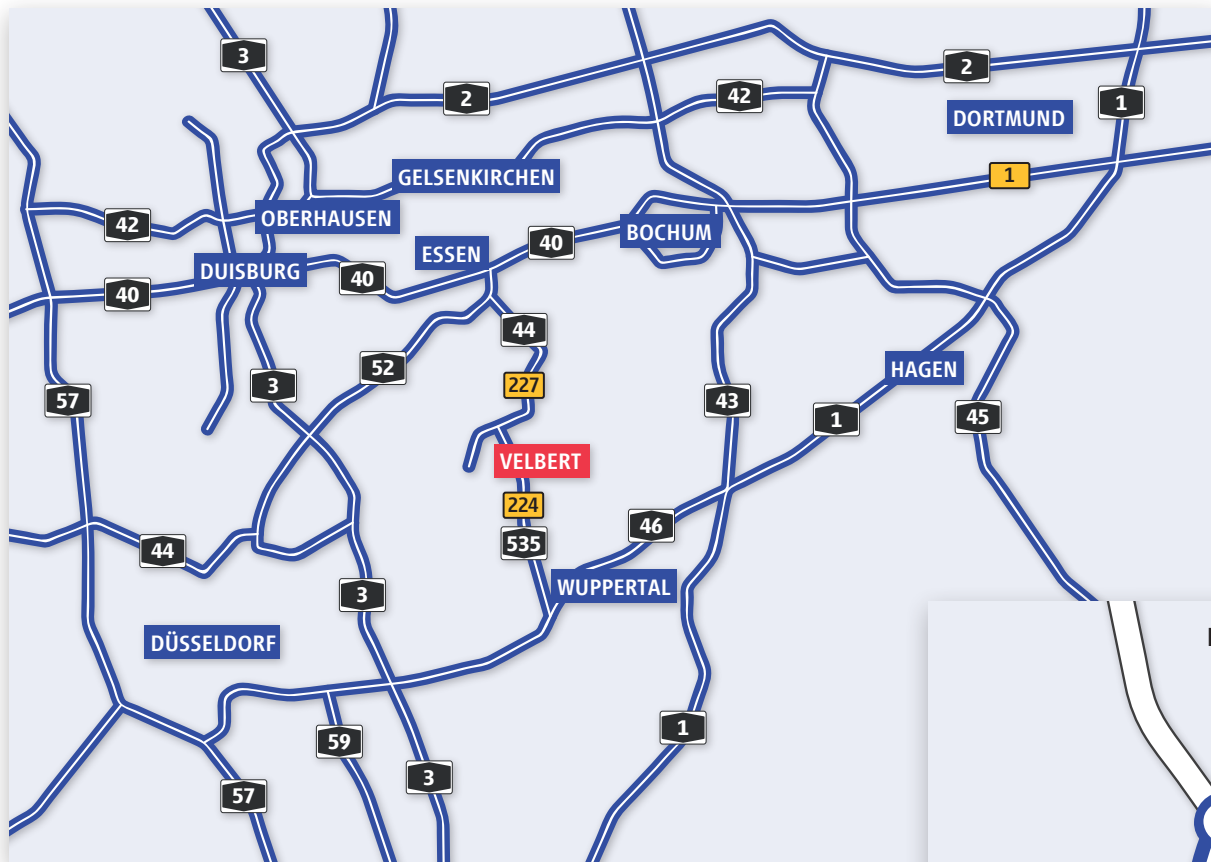 3
2
2
42
1
DORTMUND
1
GELSENKIRCHEN
42
OBERHAUSEN
BOCHUM
ESSEN
40
DUISBURG
40
40
44
52
HAGEN
3
227
57
43
1
45
VELBERT
224
46
535
44
WUPPERTAL
3
DÜSSELDORF
1
59
3
57